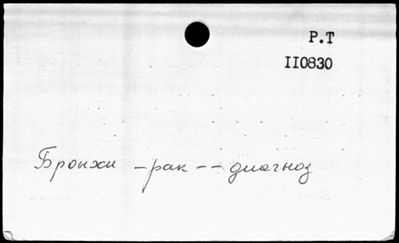 P.T
II0830
Бронхи - рак -- диагноз